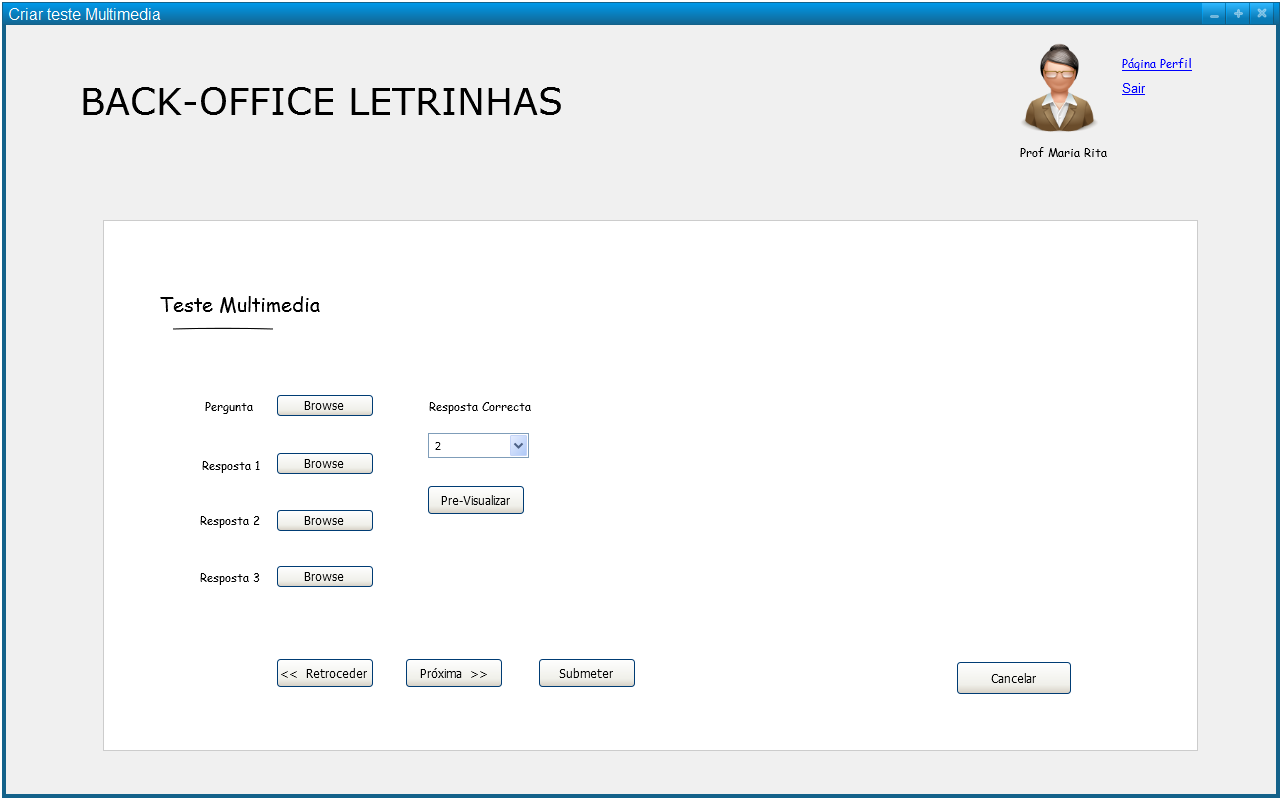 Criar teste Multimedia
BACK-OFFICE LETRINHAS
Página Perfil
Sair
Prof Maria Rita
Teste Multimedia
Pergunta
Browse
Resposta Correcta
2
Resposta 1
Browse
Pre-Visualizar
Resposta 2
Browse
Resposta 3
Browse
<< Retroceder
Próxima >>
Submeter
Cancelar